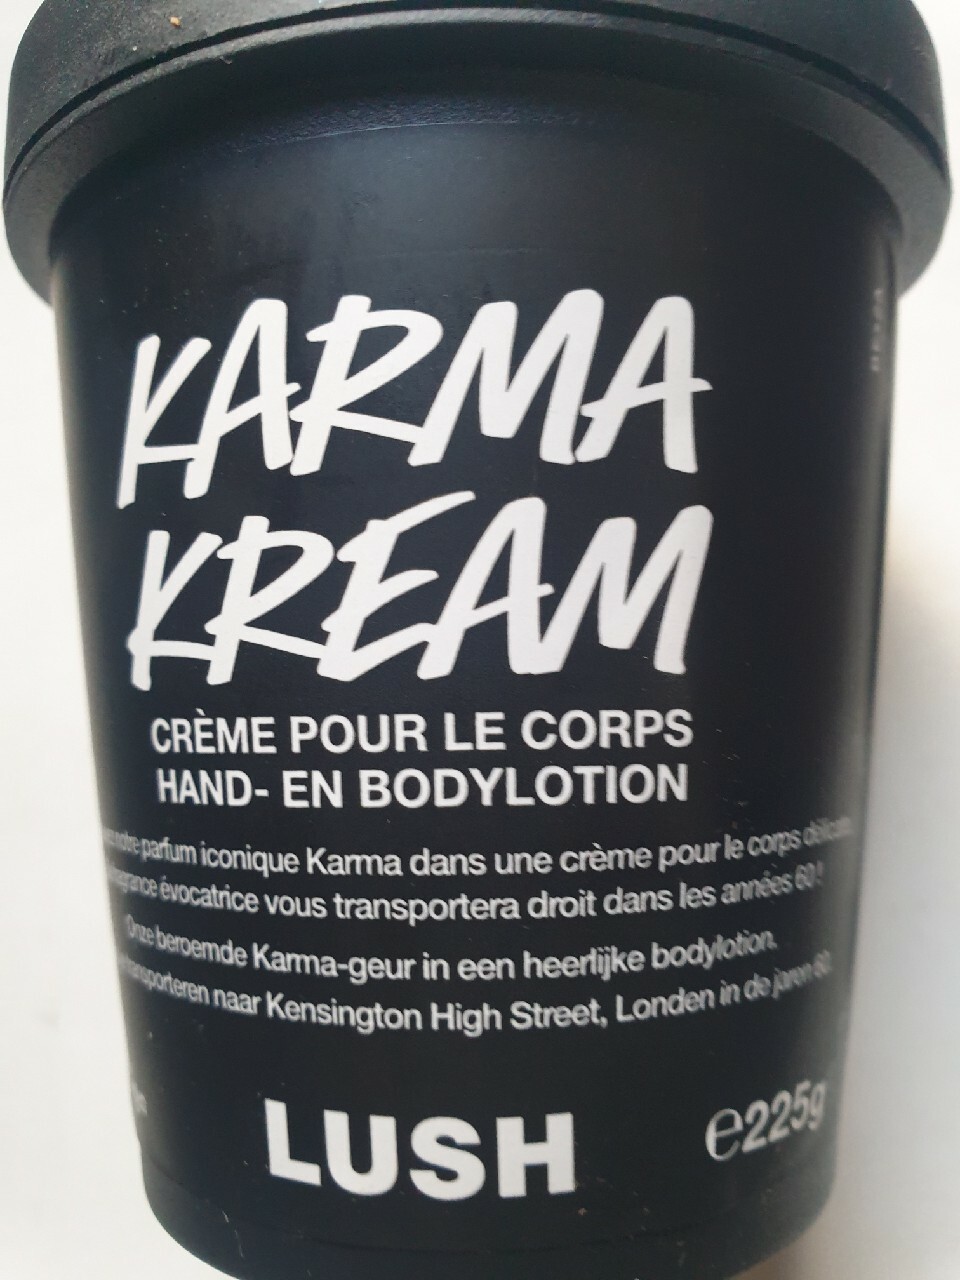 KARMA
KREAM
CRÈME POUR LE CORPS
HAND- EN BODYLOTION
notre parfum iconique Karma dans une crème pour le corps
évocatrice vous transportera droit dans les années 60!
Onze beroemde Karma-geur in een heerlijke bodylotion.
transporteren naar Kensington High Street, Londen in de jaren 60.
LUSH
℮225g